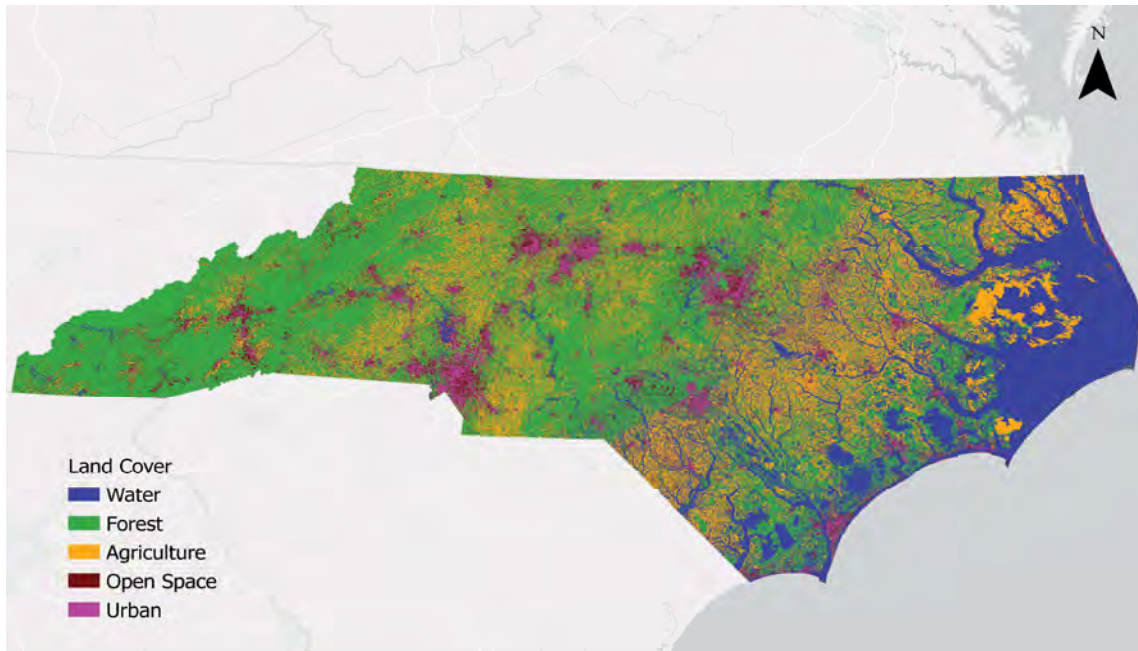 N
Land Cover
Water
Forest
Agriculture
Open Space
Urban